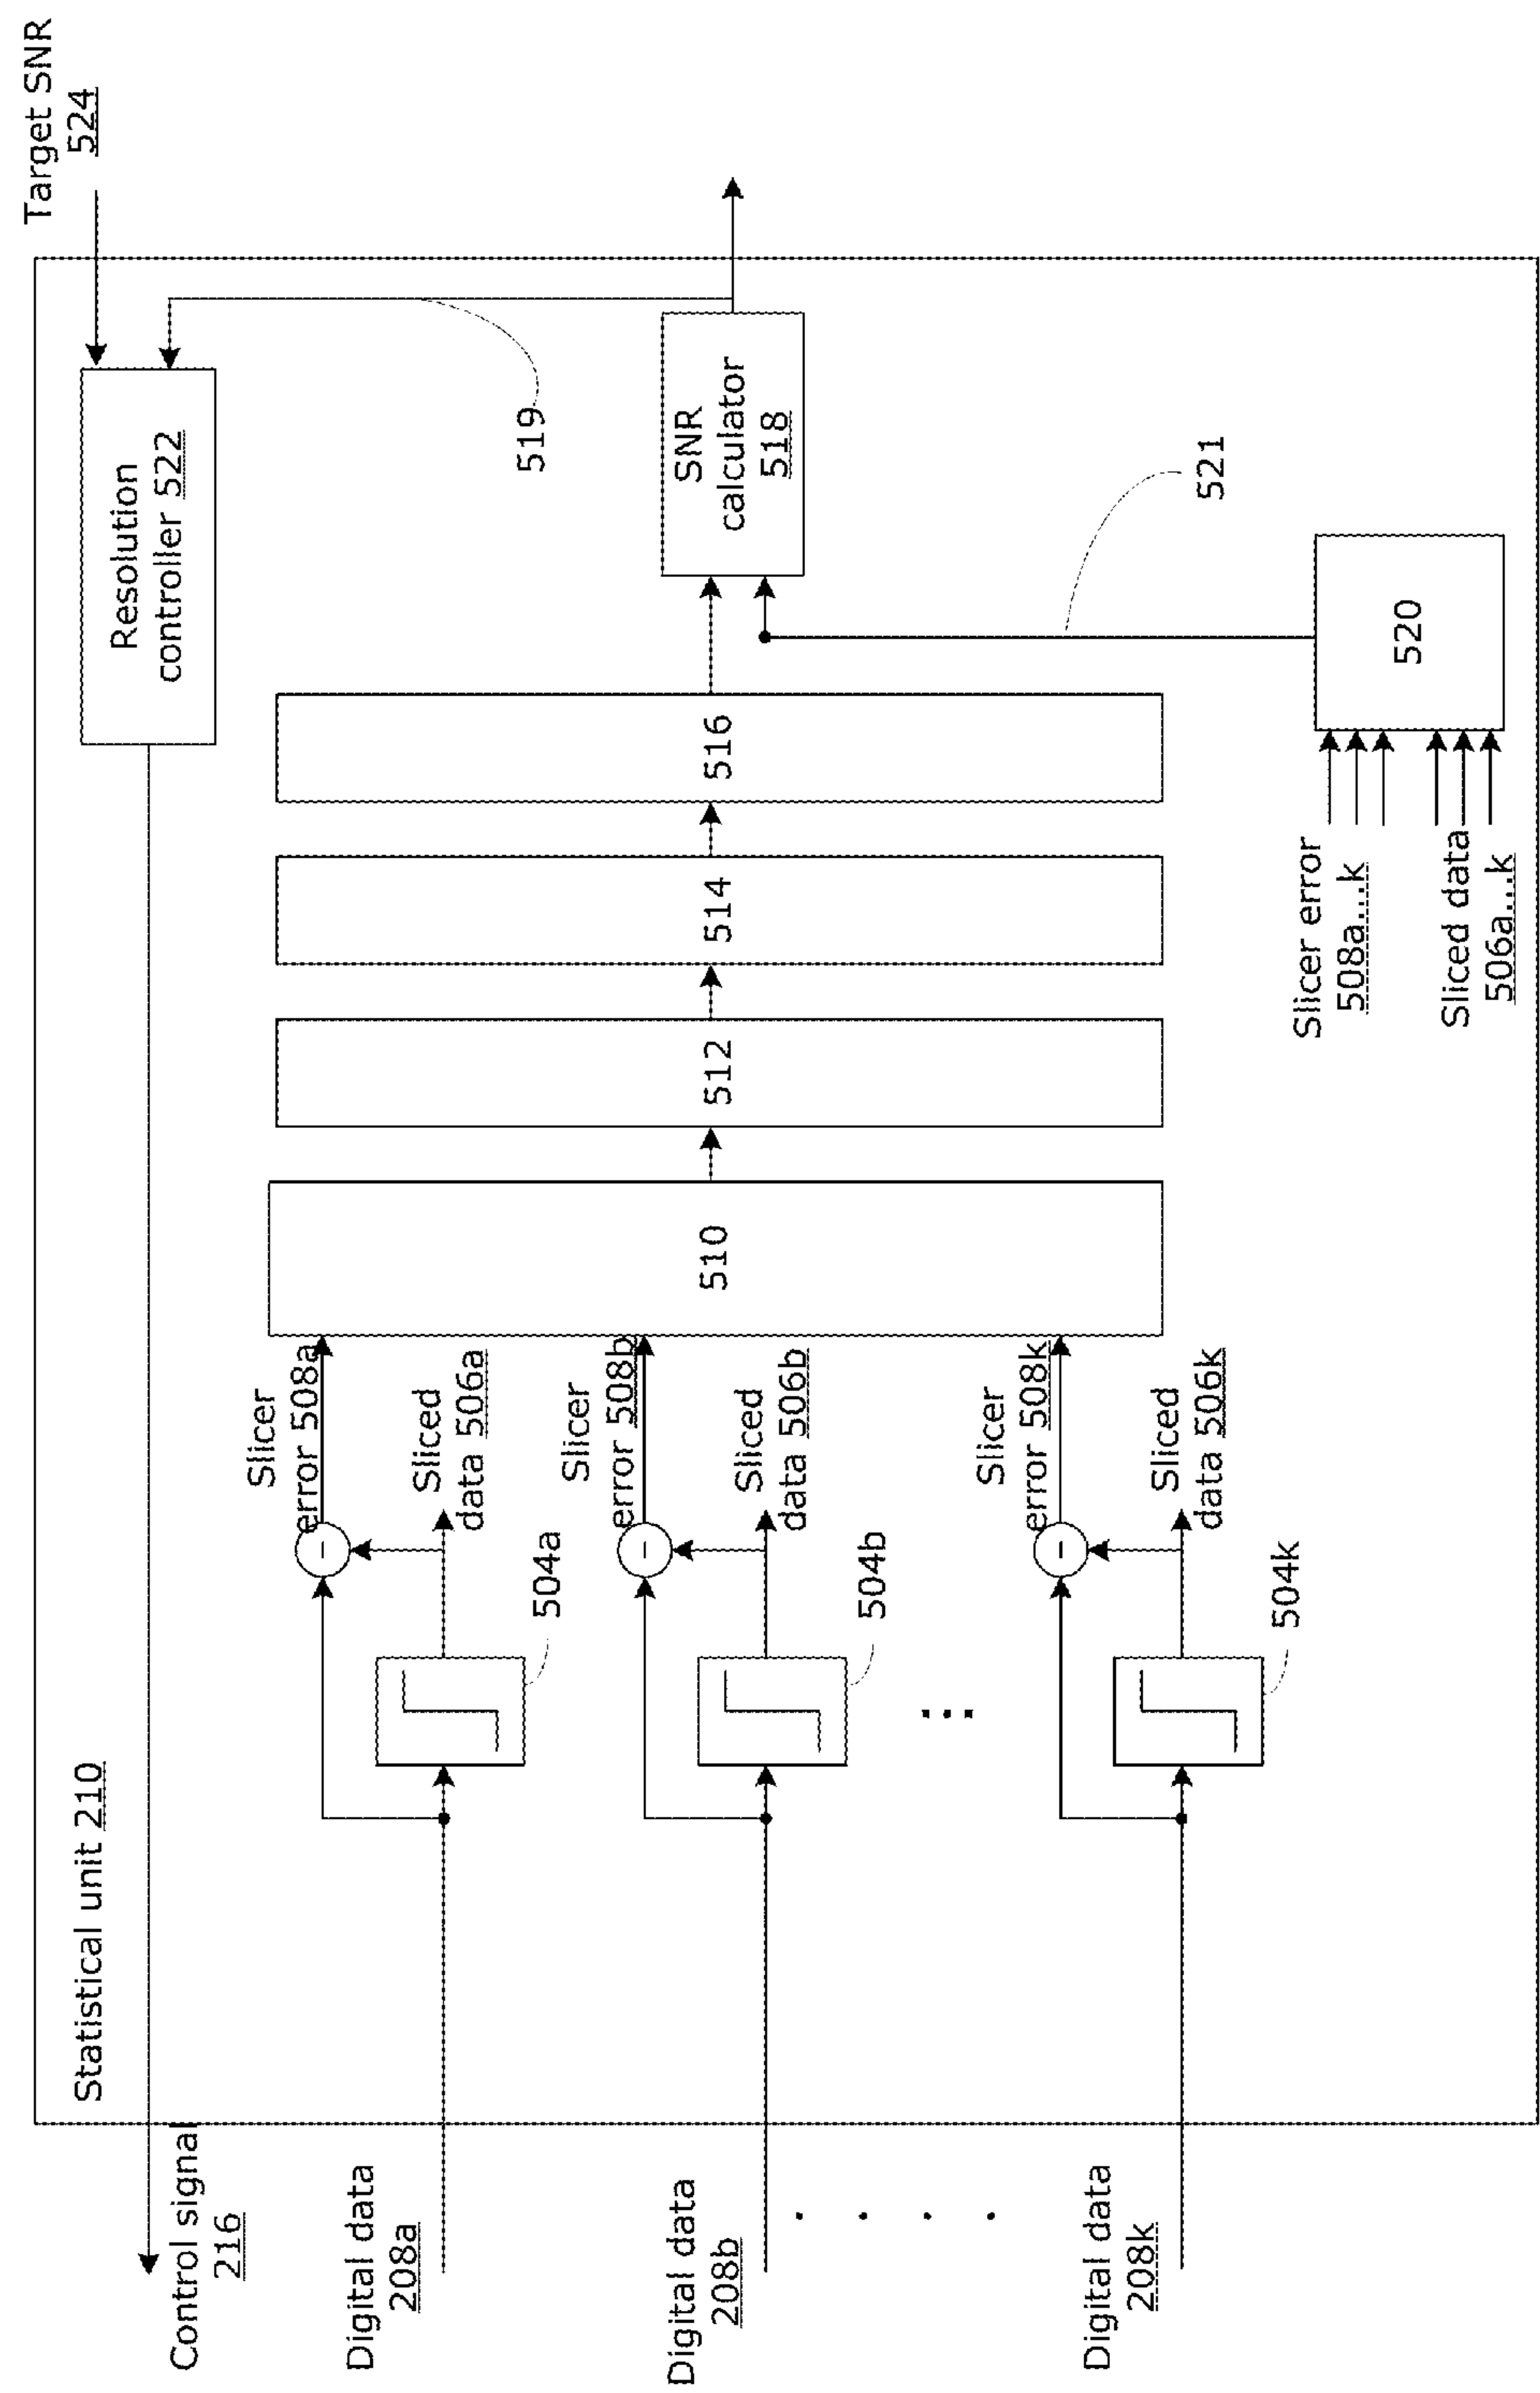 Target SNR
524
Statistical unit 210
Control signal
216
Resolution
controller 522
519
SNR
calculator
518
521
520
Slicer error
508a...k
Sliced data
506a...k
510
512
514
516
Digital data
208a
504a
Slicer
error 508a
Sliced
data 506a
Digital data
208b
504b
Slicer
error 508b
Sliced
data 506b
Digital data
208k
504k
Slicer
error 508k
Sliced
data 506k